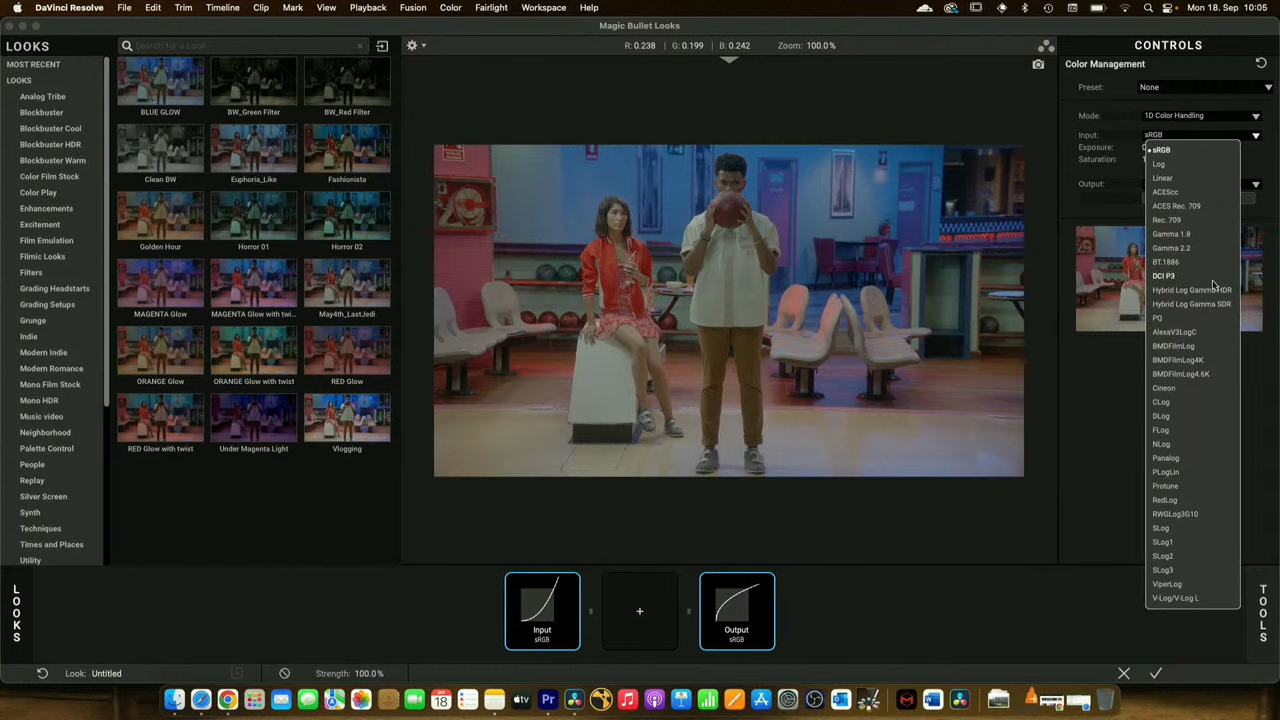 DaVinci Resolve File Edit Trim Timeline Clip Mark View Playback Fusion Color Fairlight Workspace Help Mon 18. Sep 10:05
Magic Bullet Looks
LOOKS
Search for a Look
R: 0.238 G: 0.199 B: 0.242 Zoom: 100.0%
CONTROLS
MOST RECENT
LOOKS
Analog Tribe
Blockbuster
Blockbuster Cool
Blockbuster HDR
Blockbuster Warm
Color Film Stock
Color Play
Enhancements
Excitement
Film Emulation
Filmic Looks
Filters
Grading Headstarts
Grading Setups
Grunge
Indie
Modern Indie
Modern Romance
Mono Film Stock
Mono HDR
Music video
Neighborhood
Palette Control
People
Replay
Silver Screen
Synth
Techniques
Times and Places
Utility
BLUE GLOW BW_Green Filter BW_Red Filter
Clean BW Euphoria_Like Fashionista
Golden Hour Horror 01 Horror 02
MAGENTA Glow MAGENTA Glow with twi... May4th_LastJedi
ORANGE Glow ORANGE Glow with twist RED Glow
RED Glow with twist Under Magenta Light Vlogging
Color Management
Preset: None
Mode: 1D Color Handling
Input: sRGB
Exposure:
Saturation:
Output:
sRGB
Log
Linear
ACEScc
ACES Rec. 709
Rec. 709
Gamma 1.8
Gamma 2.2
BT.1886
DCI P3
Hybrid Log Gamma HDR
Hybrid Log Gamma SDR
PQ
AlexaV3LogC
BMDFilmLog
BMDFilmLog4K
BMDFilmLog4.6K
Cineon
CLog
DLog
FLog
NLog
Panalog
PLogLin
Protune
RedLog
RWGLog3G10
SLog
SLog1
SLog2
SLog3
ViperLog
V-Log/V-Log L
LOOKS
Input
sRGB
+
Output
sRGB
TOOLS
Look: Untitled Strength: 100.0%